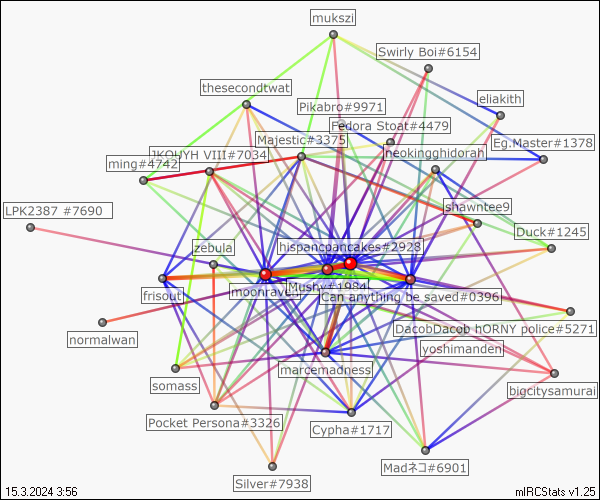 mukszi
Swirly Boi#6154
thesecondtwat
eliakith
Pikabro#9971
Fedora Stoat#4479
Majestic#3375
Eg.Master#1378
JKOHYH VIII#7034
neokingghidorah
ming#4742
LPK2387 #7690
shawntee9
Duck#1245
zebula
hispancpancakes#2928
moonraven
Mushy#1984
frisout
Can anything be saved#0396
DacobDacob hORNY police#5271
normalwan
yoshimanden
marcemadness
somass
bigcitysamurai
Pocket Persona#3326
Cypha#1717
Madネコ#6901
Silver#7938
15.3.2024 3:56
mIRCStats v1.25